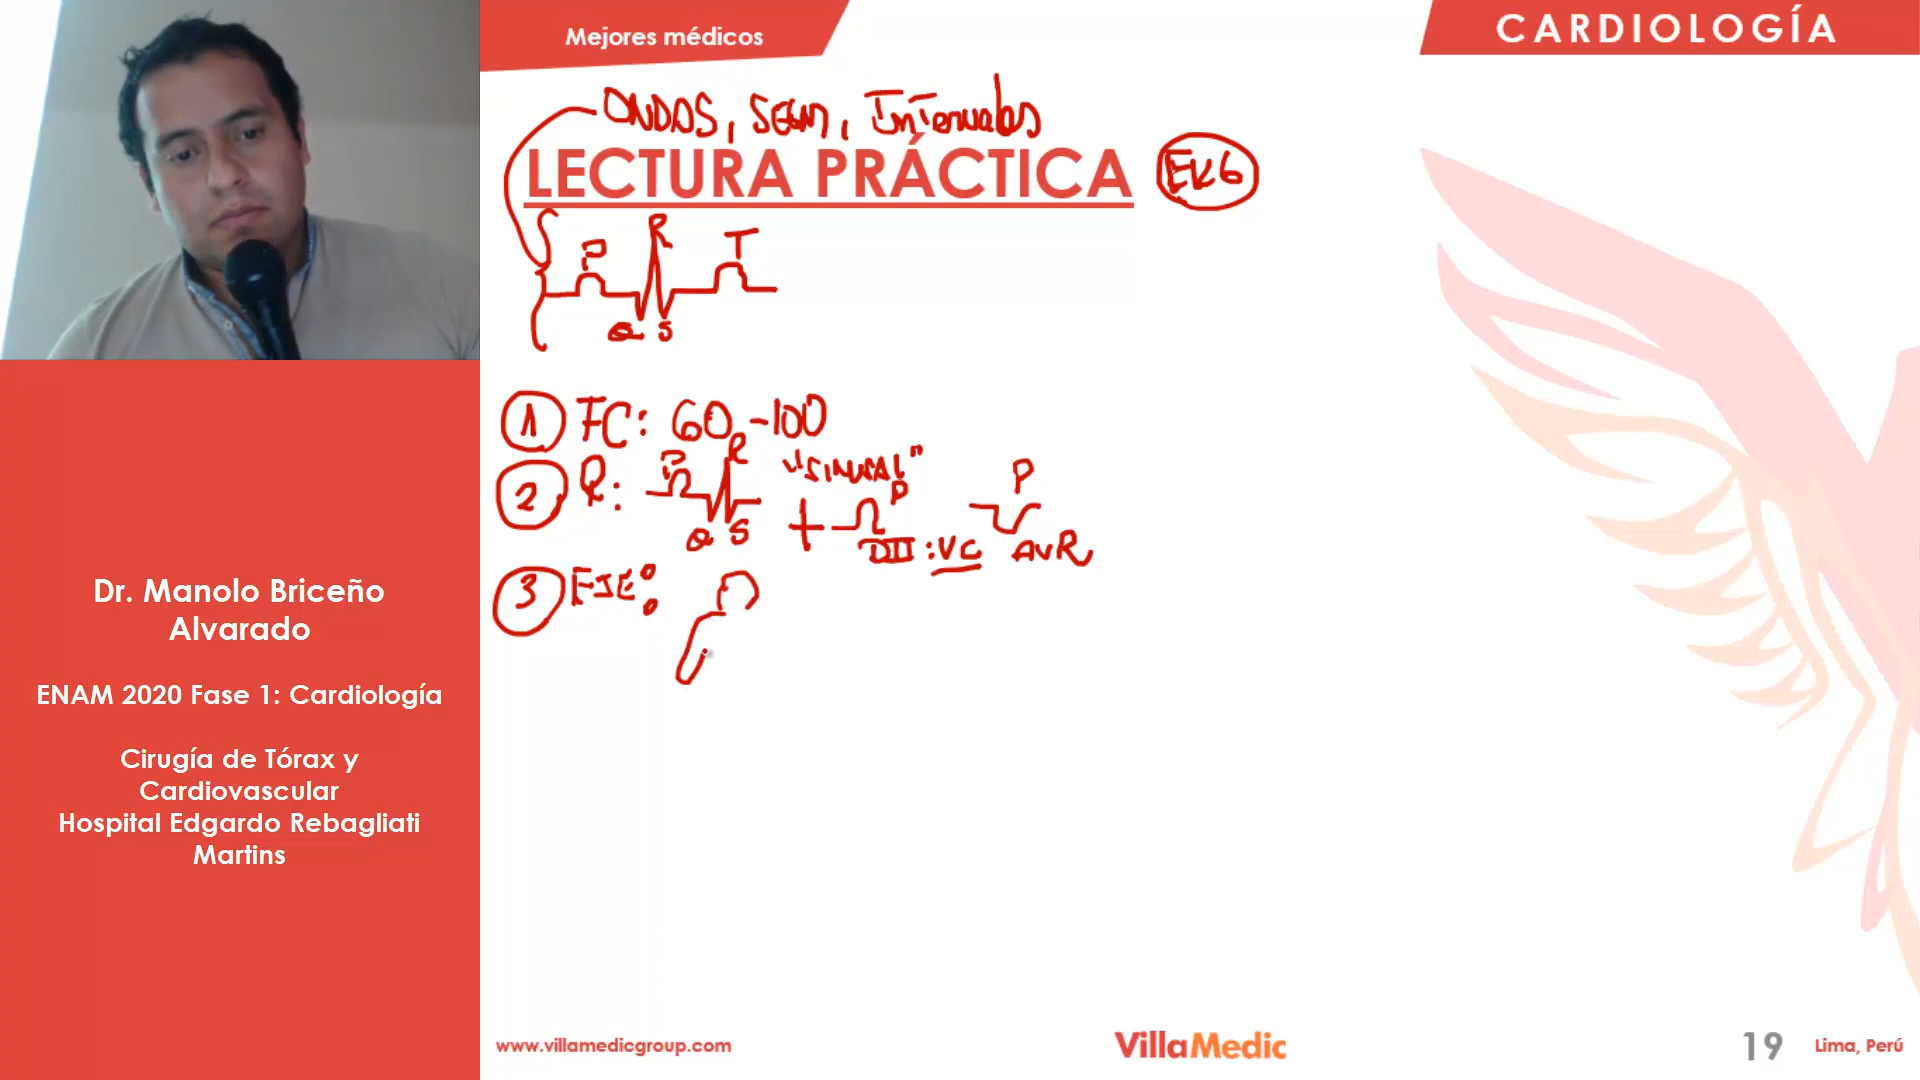 Mejores médicos
CARDIOLOGÍA
ONDAS, SEGM, Intervalos
LECTURA PRÁCTICA EKG
P R T
Q S
1 FC: 60 - 100
2 R: P R "SINUSAL" P P
Q S + DII : VC AVR
3 EJE:
Dr. Manolo Briceño
Alvarado
ENAM 2020 Fase 1: Cardiología
Cirugía de Tórax y
Cardiovascular
Hospital Edgardo Rebagliati
Martins
www.villamedicgroup.com
VillaMedic
19 Lima, Perú